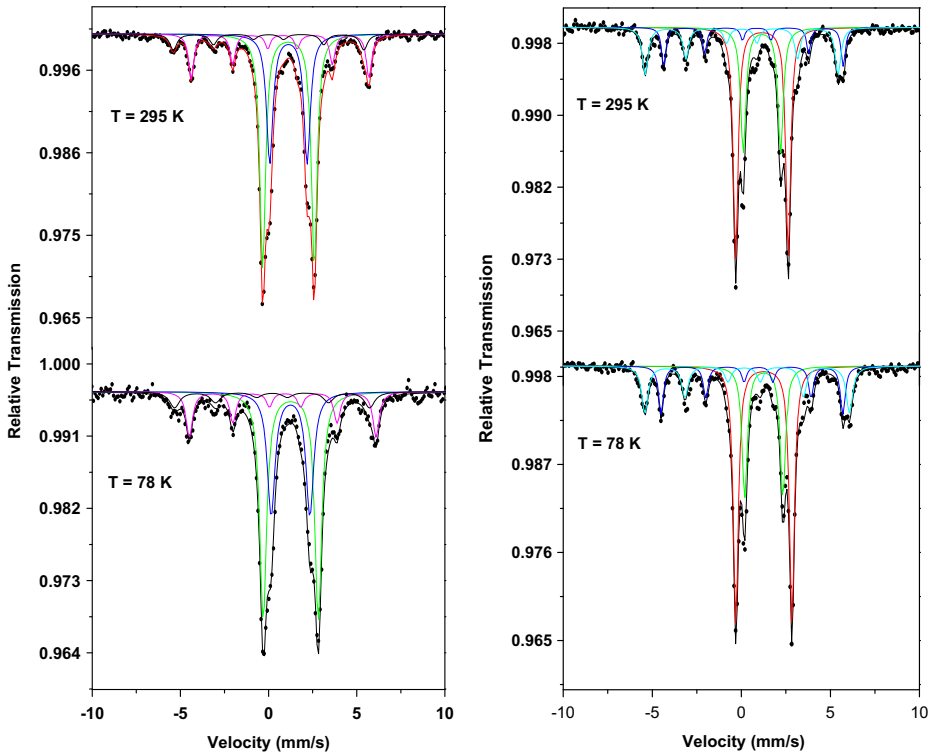 0.996
T = 295 K
0.986
0.975
0.965
1.000
0.991
T = 78 K
0.982
0.973
0.964
Relative Transmission
-10 -5 0 5 10
Velocity (mm/s)
0.998
T = 295 K
0.990
0.982
0.973
0.965
0.998
T = 78 K
0.987
0.976
0.965
Relative Transmission
-10 -5 0 5 10
Velocity (mm/s)